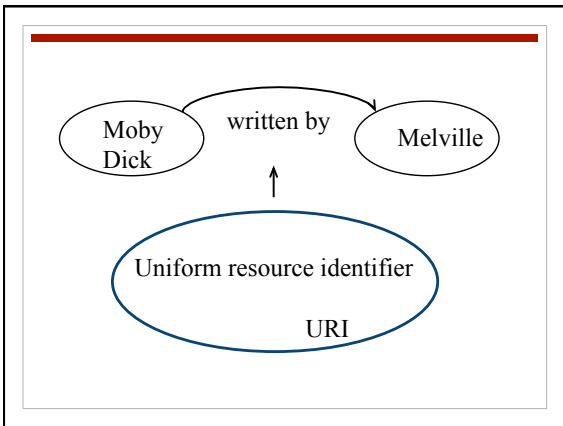 written by
Moby
Dick
Melville
Uniform resource identifier
URI